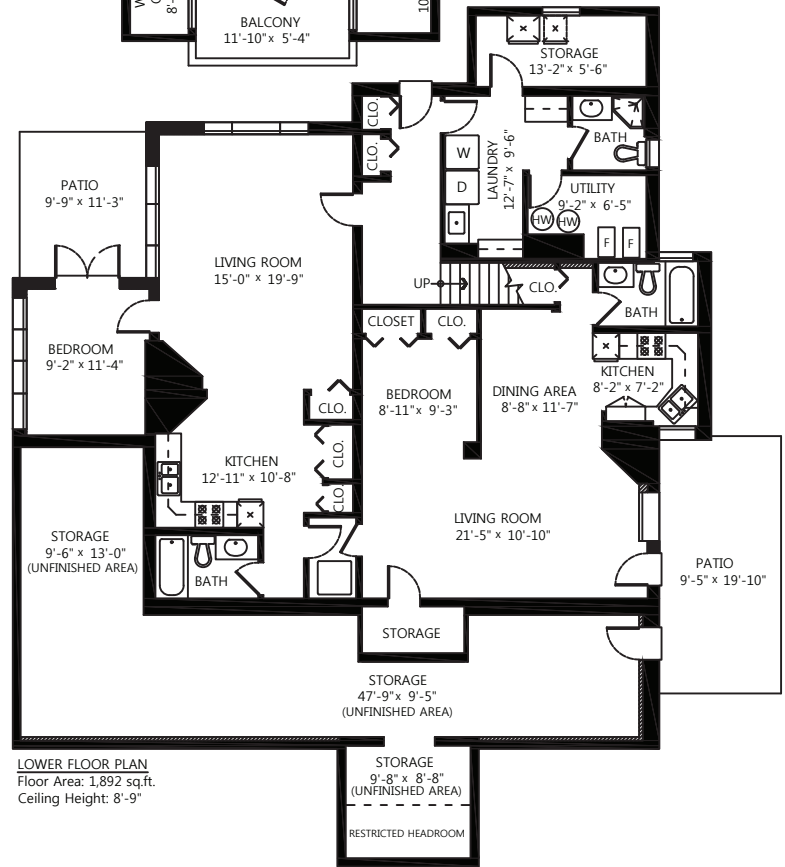 W
8'-
10
BALCONY
11'-10" x 5'-4"
STORAGE
13'-2" x 5'-6"
CLO.
CLO.
BATH
W
D
LAUNDRY
12'-7" x 9'-6"
UTILITY
9'-2" x 6'-5"
HW
HW
F
F
PATIO
9'-9" x 11'-3"
LIVING ROOM
15'-0" x 19'-9"
UP
CLO.
BATH
CLOSET
CLO.
BEDROOM
9'-2" x 11'-4"
BEDROOM
8'-11" x 9'-3"
DINING AREA
8'-8" x 11'-7"
KITCHEN
8'-2" x 7'-2"
CLO.
CLO.
CLO.
KITCHEN
12'-11" x 10'-8"
LIVING ROOM
21'-5" x 10'-10"
STORAGE
9'-6" x 13'-0"
(UNFINISHED AREA)
BATH
PATIO
9'-5" x 19'-10"
STORAGE
STORAGE
47'-9" x 9'-5"
(UNFINISHED AREA)
STORAGE
9'-8" x 8'-8"
(UNFINISHED AREA)
RESTRICTED HEADROOM
LOWER FLOOR PLAN
Floor Area: 1,892 sq.ft.
Ceiling Height: 8'-9"